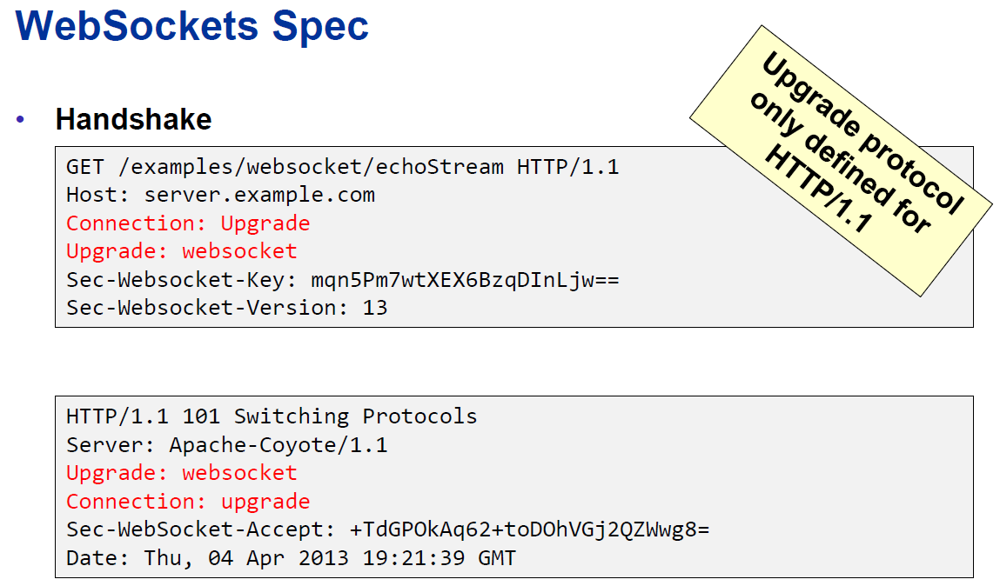 WebSockets Spec
Upgrade protocol
only defined for
HTTP/1.1
• Handshake
GET /examples/websocket/echoStream HTTP/1.1
Host: server.example.com
Connection: Upgrade
Upgrade: websocket
Sec-Websocket-Key: mqn5Pm7wtXEX6BzqDInLjw==
Sec-Websocket-Version: 13
HTTP/1.1 101 Switching Protocols
Server: Apache-Coyote/1.1
Upgrade: websocket
Connection: upgrade
Sec-WebSocket-Accept: +TdGPOkAq62+toDOhVGj2QZWwg8=
Date: Thu, 04 Apr 2013 19:21:39 GMT